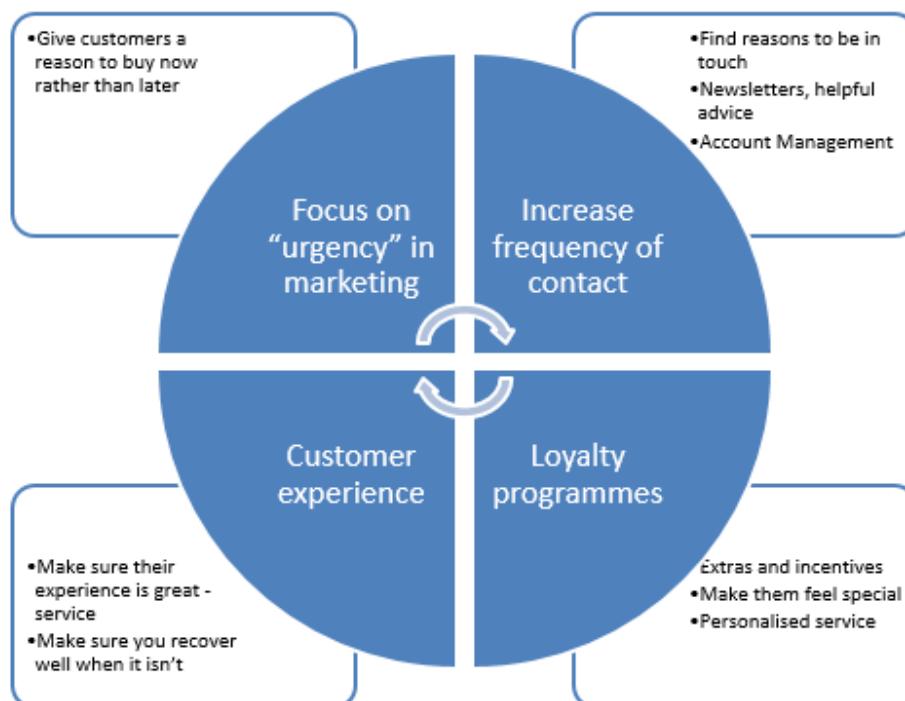 •Give customers a
reason to buy now
rather than later
•Find reasons to be in
touch
•Newsletters, helpful
advice
•Account Management
Focus on
“urgency” in
marketing
Increase
frequency of
contact
Customer
experience
Loyalty
programmes
•Make sure their
experience is great -
service
•Make sure you recover
well when it isn’t
•Extras and incentives
•Make them feel special
•Personalised service